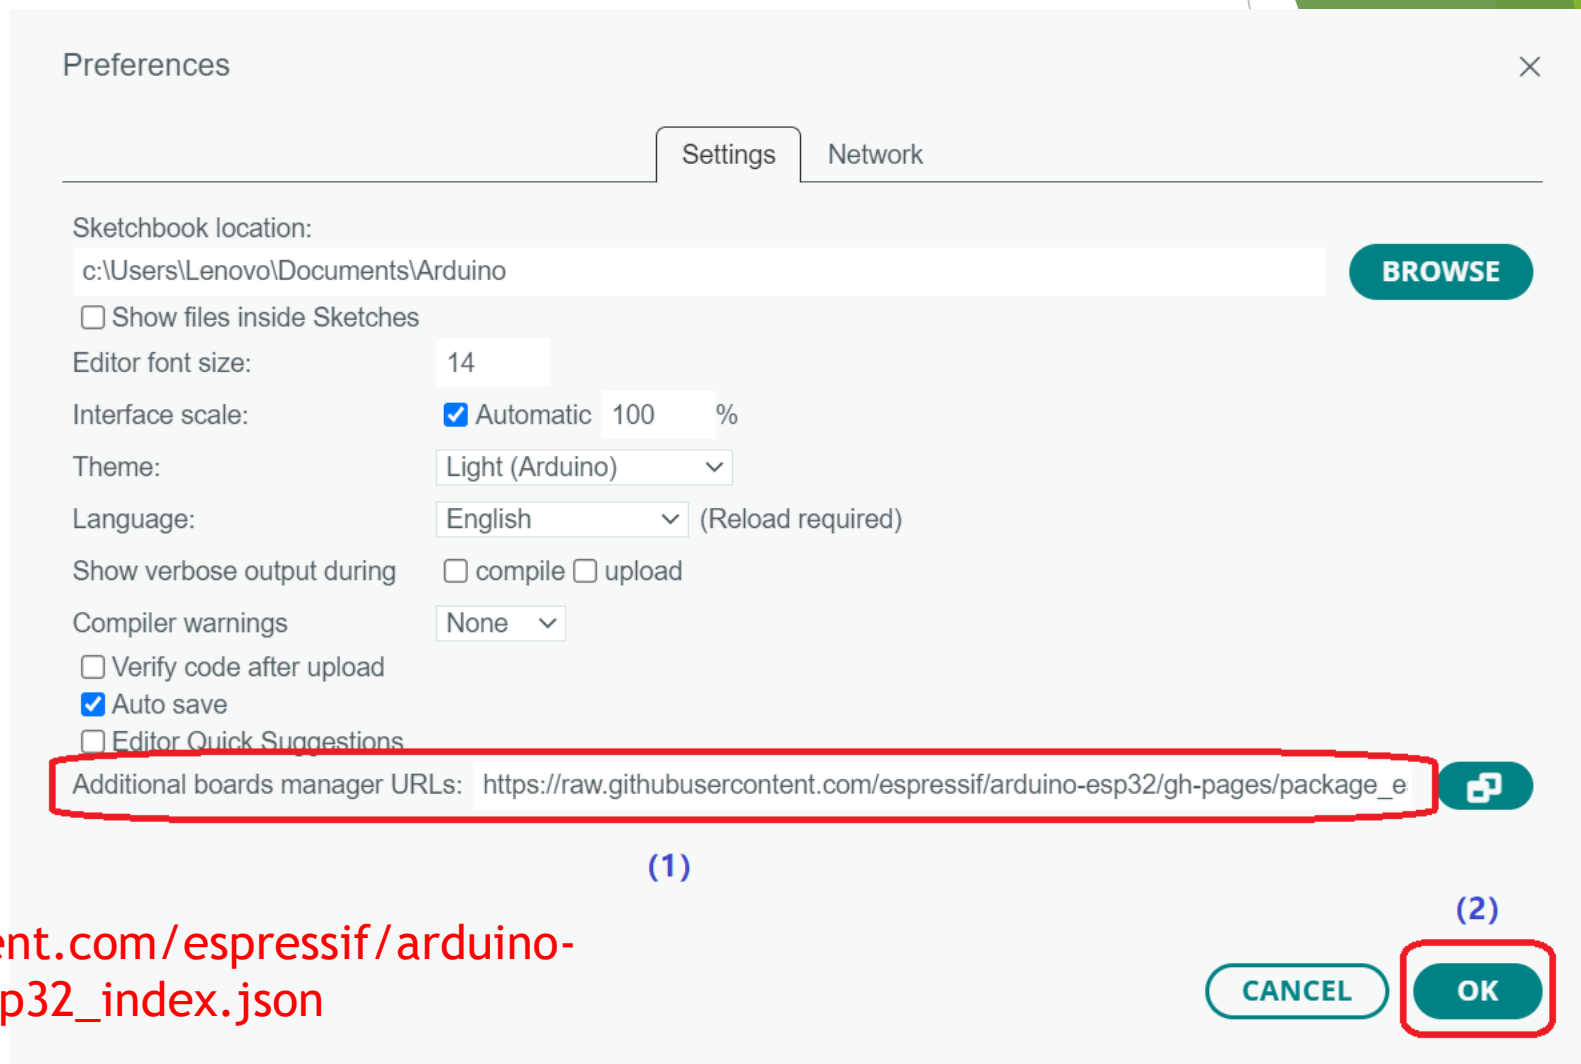 Preferences
Settings Network
Sketchbook location:
c:\Users\Lenovo\Documents\Arduino BROWSE
Show files inside Sketches
Editor font size: 14
Interface scale: Automatic 100 %
Theme: Light (Arduino)
Language: English (Reload required)
Show verbose output during compile upload
Compiler warnings None
Verify code after upload
Auto save
Editor Quick Suggestions
Additional boards manager URLs: https://raw.githubusercontent.com/espressif/arduino-esp32/gh-pages/package_e
(1)
(2)
ent.com/espressif/arduino-
p32_index.json
CANCEL OK